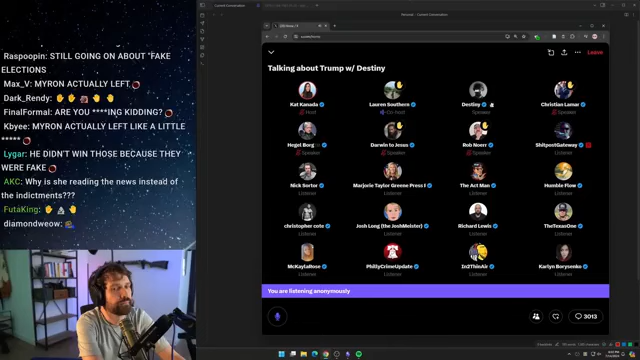 Raspoopin: STILL GOING ON ABOUT "FAKE
ELECTIONS
Max_V: MYRON ACTUALLY LEFT
Dark_Rendy:
FinalFormal: ARE YOU ****ING KIDDING?
Kbyee: MYRON ACTUALLY LEFT LIKE A LITTLE
*****
Lygar: HE DIDN'T WIN THOSE BECAUSE THEY
WERE FAKE
AKC: Why is she reading the news instead of
the indictments???
FutaKing:
diamondweow:
Leave
Talking about Trump w/ Destiny
Kat Kanada
Lauren Southern
Destiny
Christian Lamar
Host
Co-host
Speaker
Speaker
Hegel Borg
Darwin to Jesus
Rob Noerr
ShitpostGateway
Speaker
Speaker
Speaker
Listener
Nick Sortor
Marjorie Taylor Greene Press
The Act Man
Humble Flow
Listener
Listener
Listener
Listener
christopher cote
Josh Long (the JoshMeister)
Richard Lewis
TheTexasOne
Listener
Listener
Listener
Listener
McKaylaRose
PhillyCrimeUpdate
In2ThinAir
Karlyn Borysenko
Listener
Listener
Listener
Listener
You are listening anonymously
3013